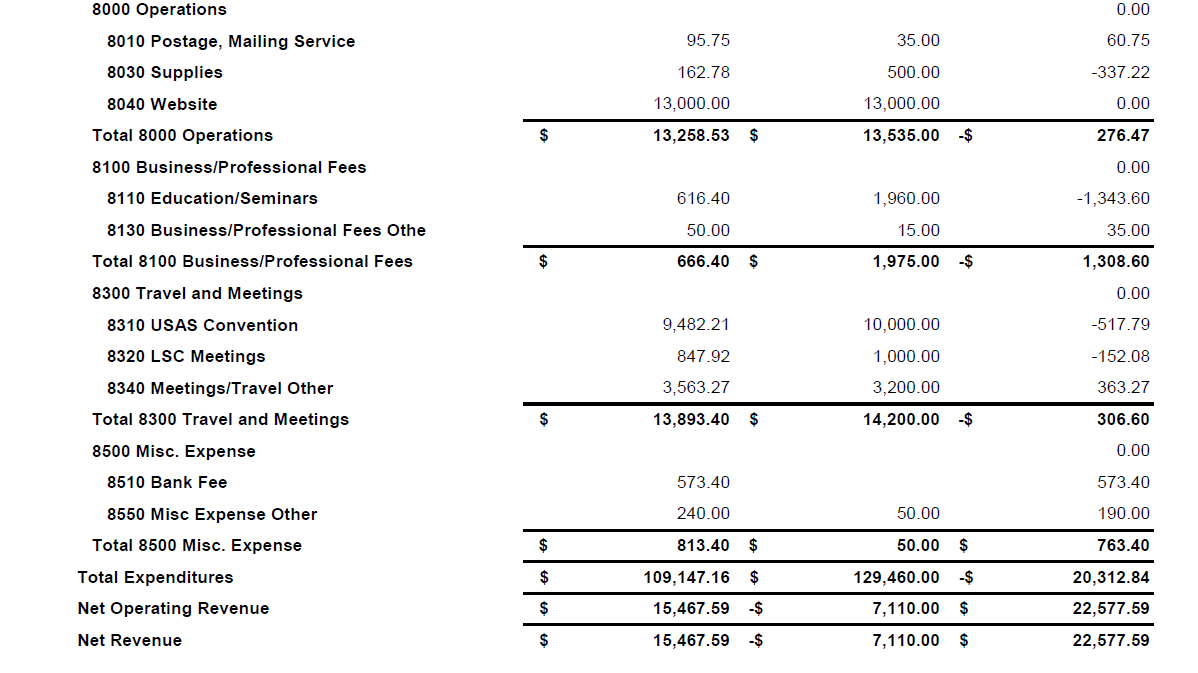 8000 Operations 0.00
8010 Postage, Mailing Service 95.75 35.00 60.75
8030 Supplies 162.78 500.00 -337.22
8040 Website 13,000.00 13,000.00 0.00
Total 8000 Operations $ 13,258.53 $ 13,535.00 -$ 276.47
8100 Business/Professional Fees 0.00
8110 Education/Seminars 616.40 1,960.00 -1,343.60
8130 Business/Professional Fees Othe 50.00 15.00 35.00
Total 8100 Business/Professional Fees $ 666.40 $ 1,975.00 -$ 1,308.60
8300 Travel and Meetings 0.00
8310 USAS Convention 9,482.21 10,000.00 -517.79
8320 LSC Meetings 847.92 1,000.00 -152.08
8340 Meetings/Travel Other 3,563.27 3,200.00 363.27
Total 8300 Travel and Meetings $ 13,893.40 $ 14,200.00 -$ 306.60
8500 Misc. Expense 0.00
8510 Bank Fee 573.40 573.40
8550 Misc Expense Other 240.00 50.00 190.00
Total 8500 Misc. Expense $ 813.40 $ 50.00 $ 763.40
Total Expenditures $ 109,147.16 $ 129,460.00 -$ 20,312.84
Net Operating Revenue $ 15,467.59 -$ 7,110.00 $ 22,577.59
Net Revenue $ 15,467.59 -$ 7,110.00 $ 22,577.59